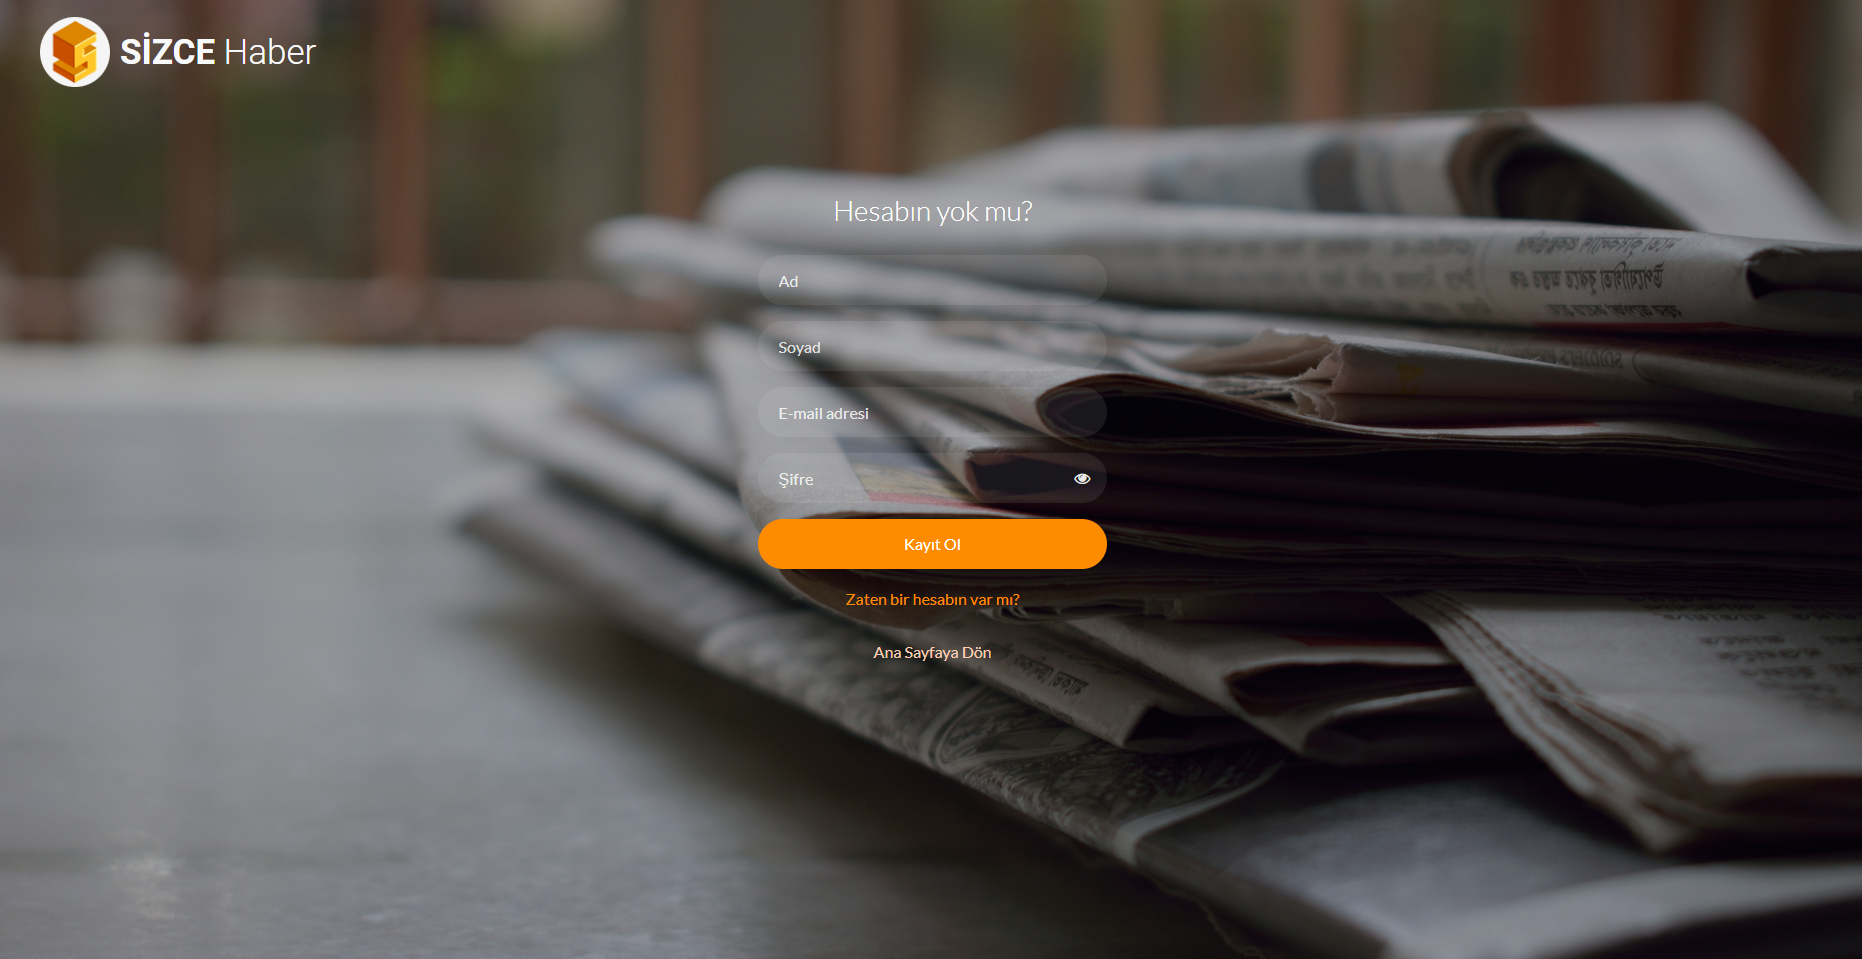 SİZCE Haber
Hesabın yok mu?
Ad
Soyad
E-mail adresi
Şifre
Kayıt Ol
Zaten bir hesabın var mı?
Ana Sayfaya Dön